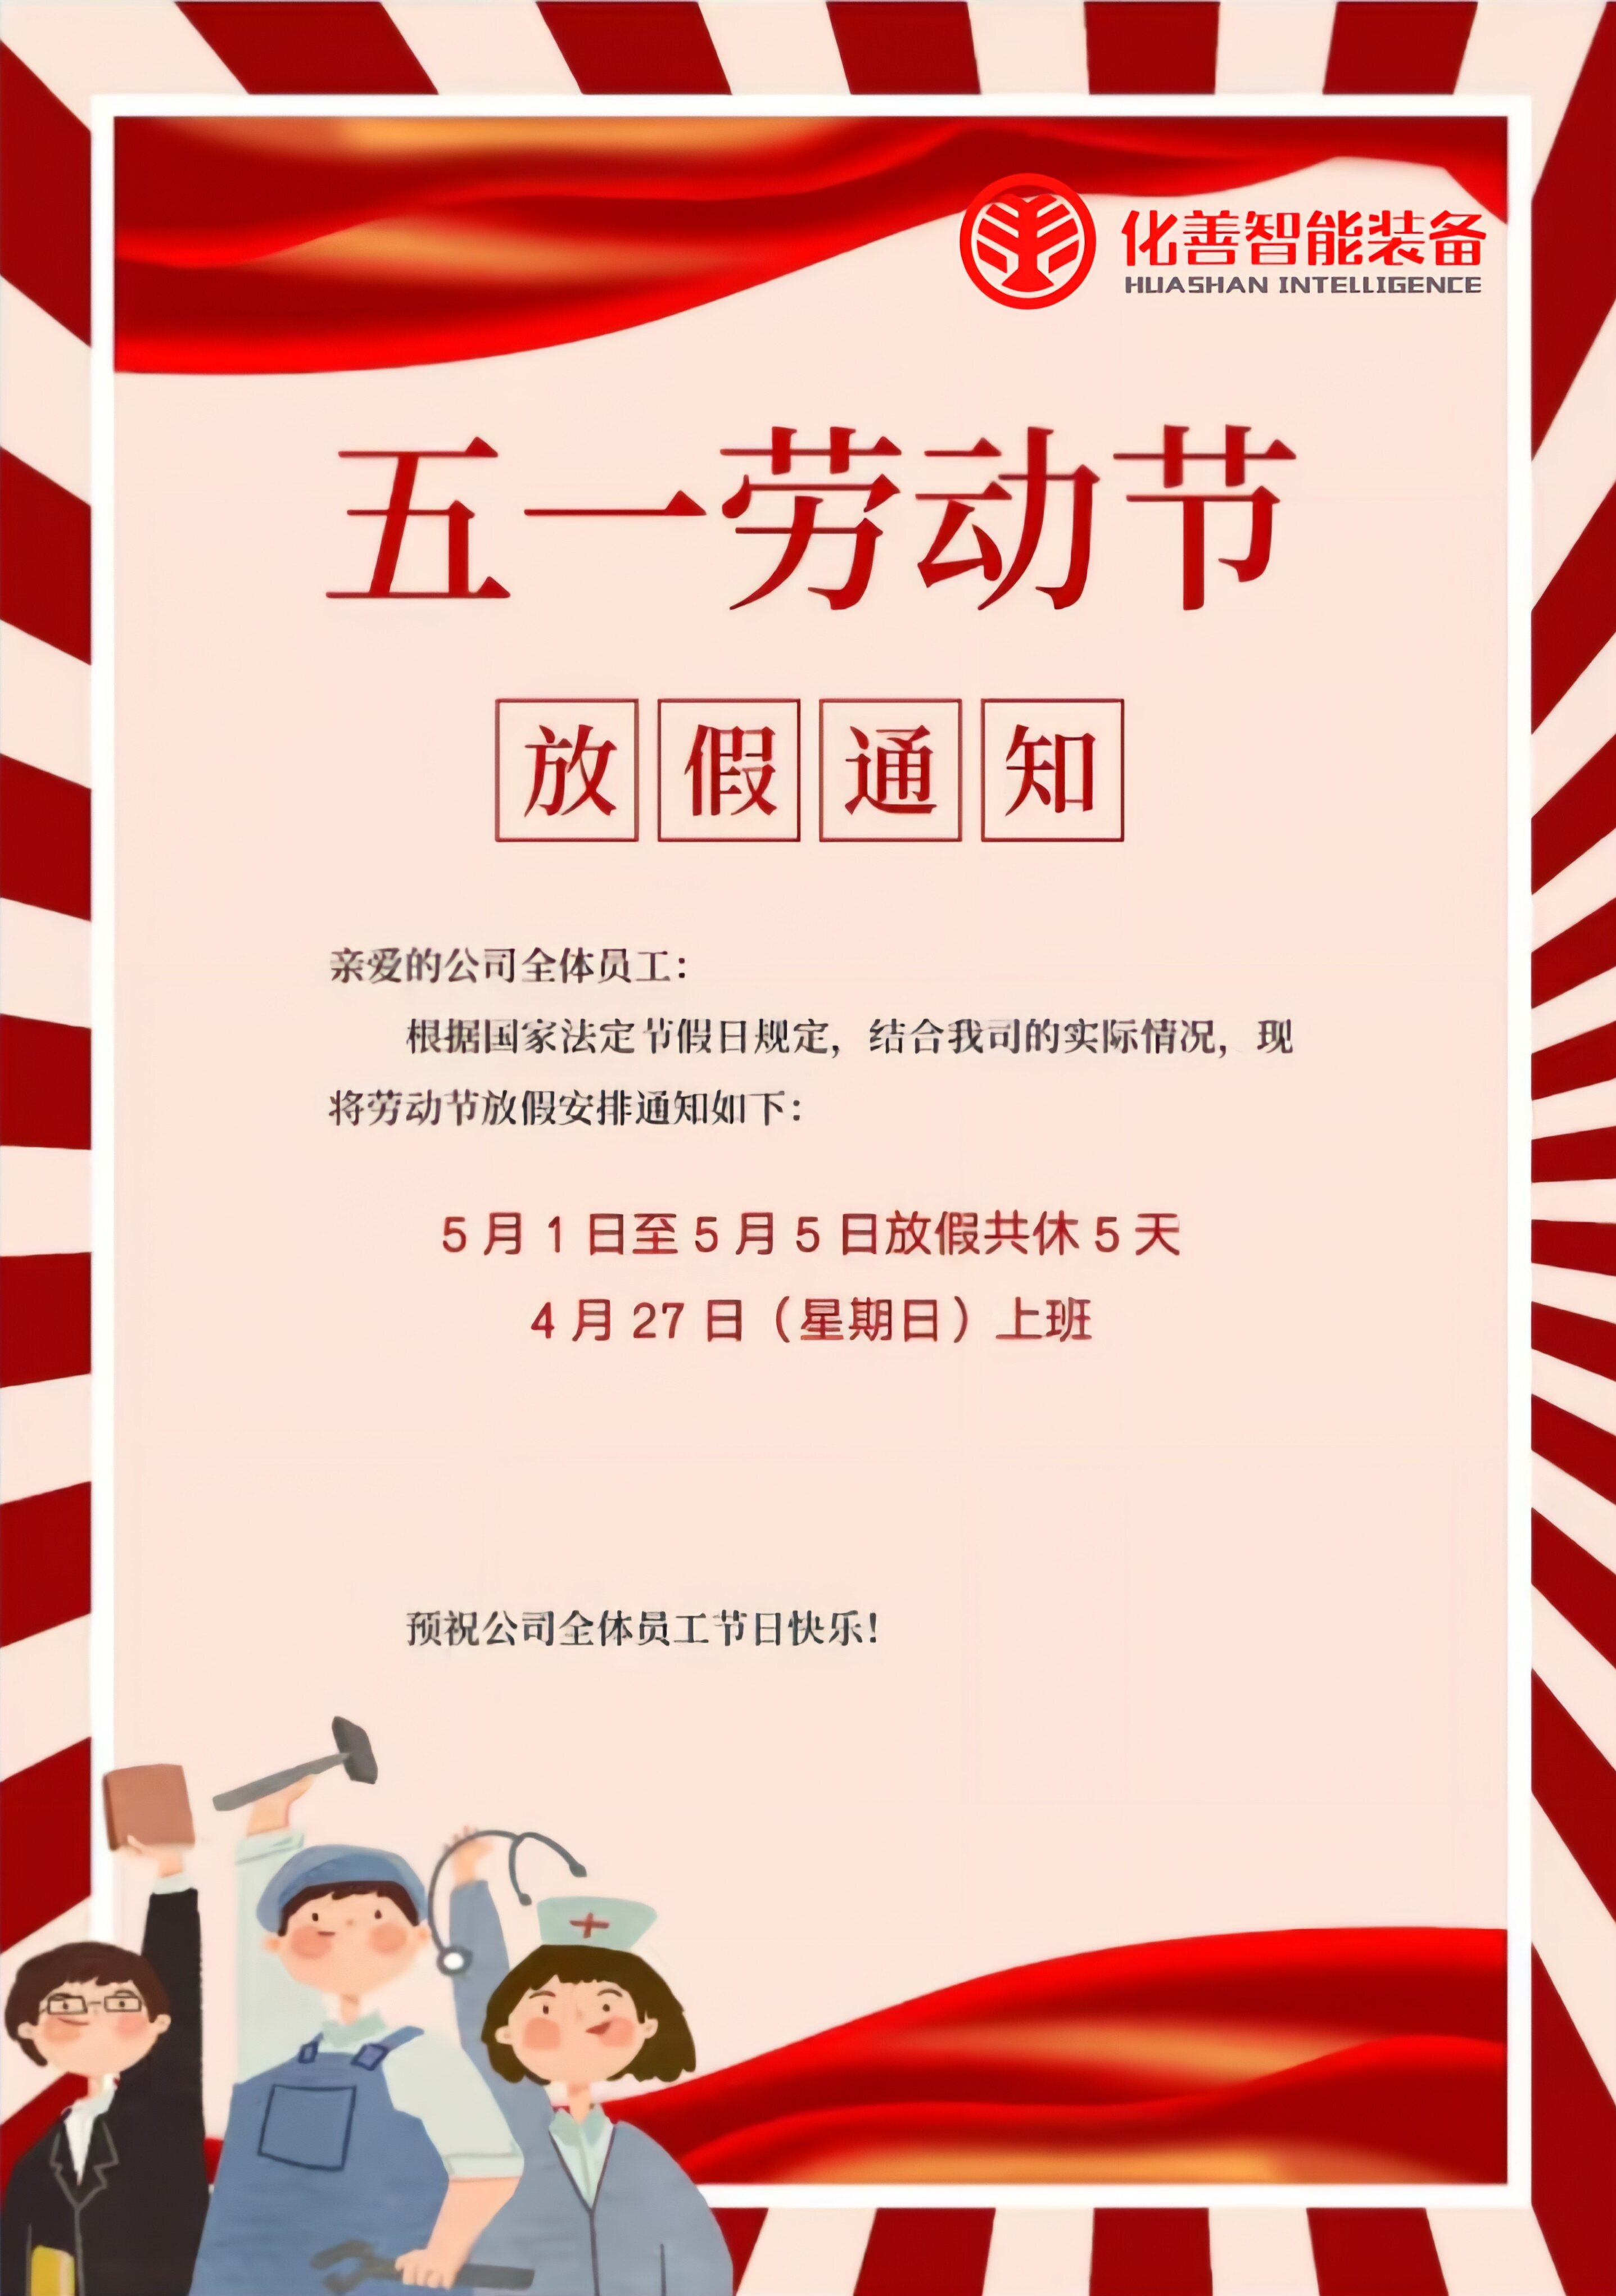 化善智能装备
HUASHAN INTELLIGENCE
五一劳动节
放假通知
亲爱的公司全体员工：
根据国家法定节假日规定，结合我司的实际情况，现
将劳动节放假安排通知如下：
5月1日至5月5日放假共休5天
4月27日（星期日）上班
预祝公司全体员工节日快乐！